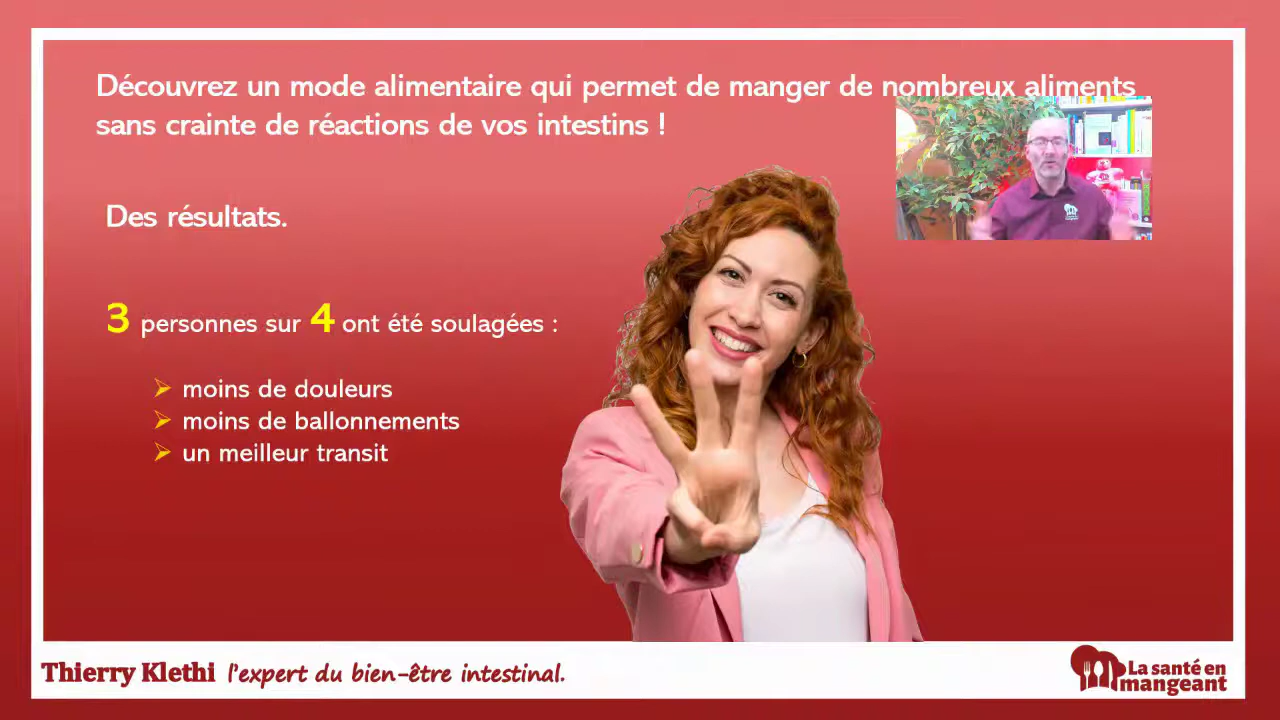 Découvrez un mode alimentaire qui permet de manger de nombreux aliments
sans crainte de réactions de vos intestins !
Des résultats.
3 personnes sur 4 ont été soulagées :
moins de douleurs
moins de ballonnements
un meilleur transit
Thierry Klethi l'expert du bien-être intestinal.
La santé en
mangeant